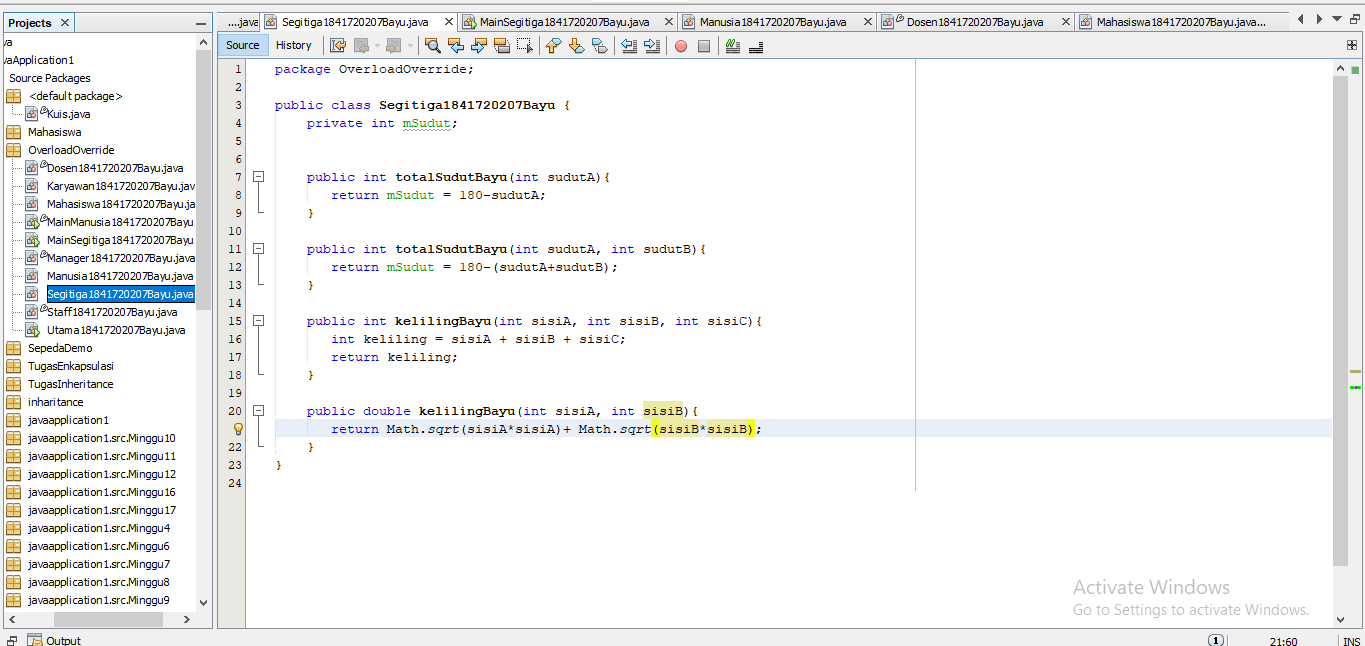 Projects
....java
Segitiga1841720207Bayu.java
MainSegitiga1841720207Bayu.java
Manusia1841720207Bayu.java
Dosen1841720207Bayu.java
Mahasiswa1841720207Bayu.java...
Source History
va
vaApplication1
Source Packages
<default package>
Kuis.java
Mahasiswa
OverloadOverride
Dosen1841720207Bayu.java
Karyawan1841720207Bayu.jav
Mahasiswa1841720207Bayu.ja
MainManusia1841720207Bayu
MainSegitiga1841720207Bayu
Manager1841720207Bayu.java
Manusia1841720207Bayu.java
Segitiga1841720207Bayu.java
Staff1841720207Bayu.java
Utama1841720207Bayu.java
SepedaDemo
TugasEnkapsulasi
TugasInheritance
inharitance
javaapplication1
javaapplication1.src.Minggu10
javaapplication1.src.Minggu11
javaapplication1.src.Minggu12
javaapplication1.src.Minggu16
javaapplication1.src.Minggu17
javaapplication1.src.Minggu4
javaapplication1.src.Minggu6
javaapplication1.src.Minggu7
javaapplication1.src.Minggu8
javaapplication1.src.Minggu9
1 package OverloadOverride;
2
3 public class Segitiga1841720207Bayu {
4 private int mSudut;
5
6
7 public int totalSudutBayu(int sudutA){
8 return mSudut = 180-sudutA;
9 }
10
11 public int totalSudutBayu(int sudutA, int sudutB){
12 return mSudut = 180-(sudutA+sudutB);
13 }
14
15 public int kelilingBayu(int sisiA, int sisiB, int sisiC){
16 int keliling = sisiA + sisiB + sisiC;
17 return keliling;
18 }
19
20 public double kelilingBayu(int sisiA, int sisiB){
return Math.sqrt(sisiA*sisiA)+ Math.sqrt(sisiB*sisiB);
22 }
23 }
24
Activate Windows
Go to Settings to activate Windows.
Output
1
21:60
INS